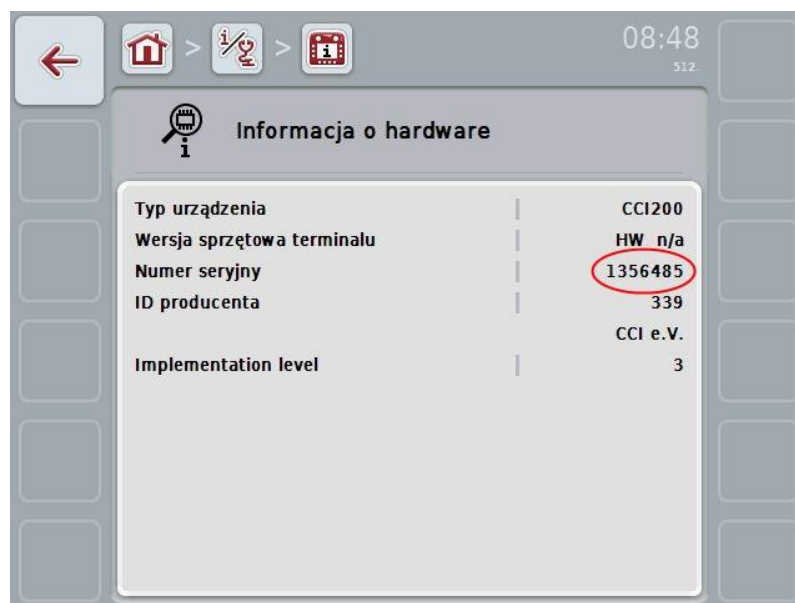 08:48
512.
Informacja o hardware
Typ urządzenia CCI200
Wersja sprzętowa terminalu HW n/a
Numer seryjny 1356485
ID producenta 339
CCI e.V.
Implementation level 3